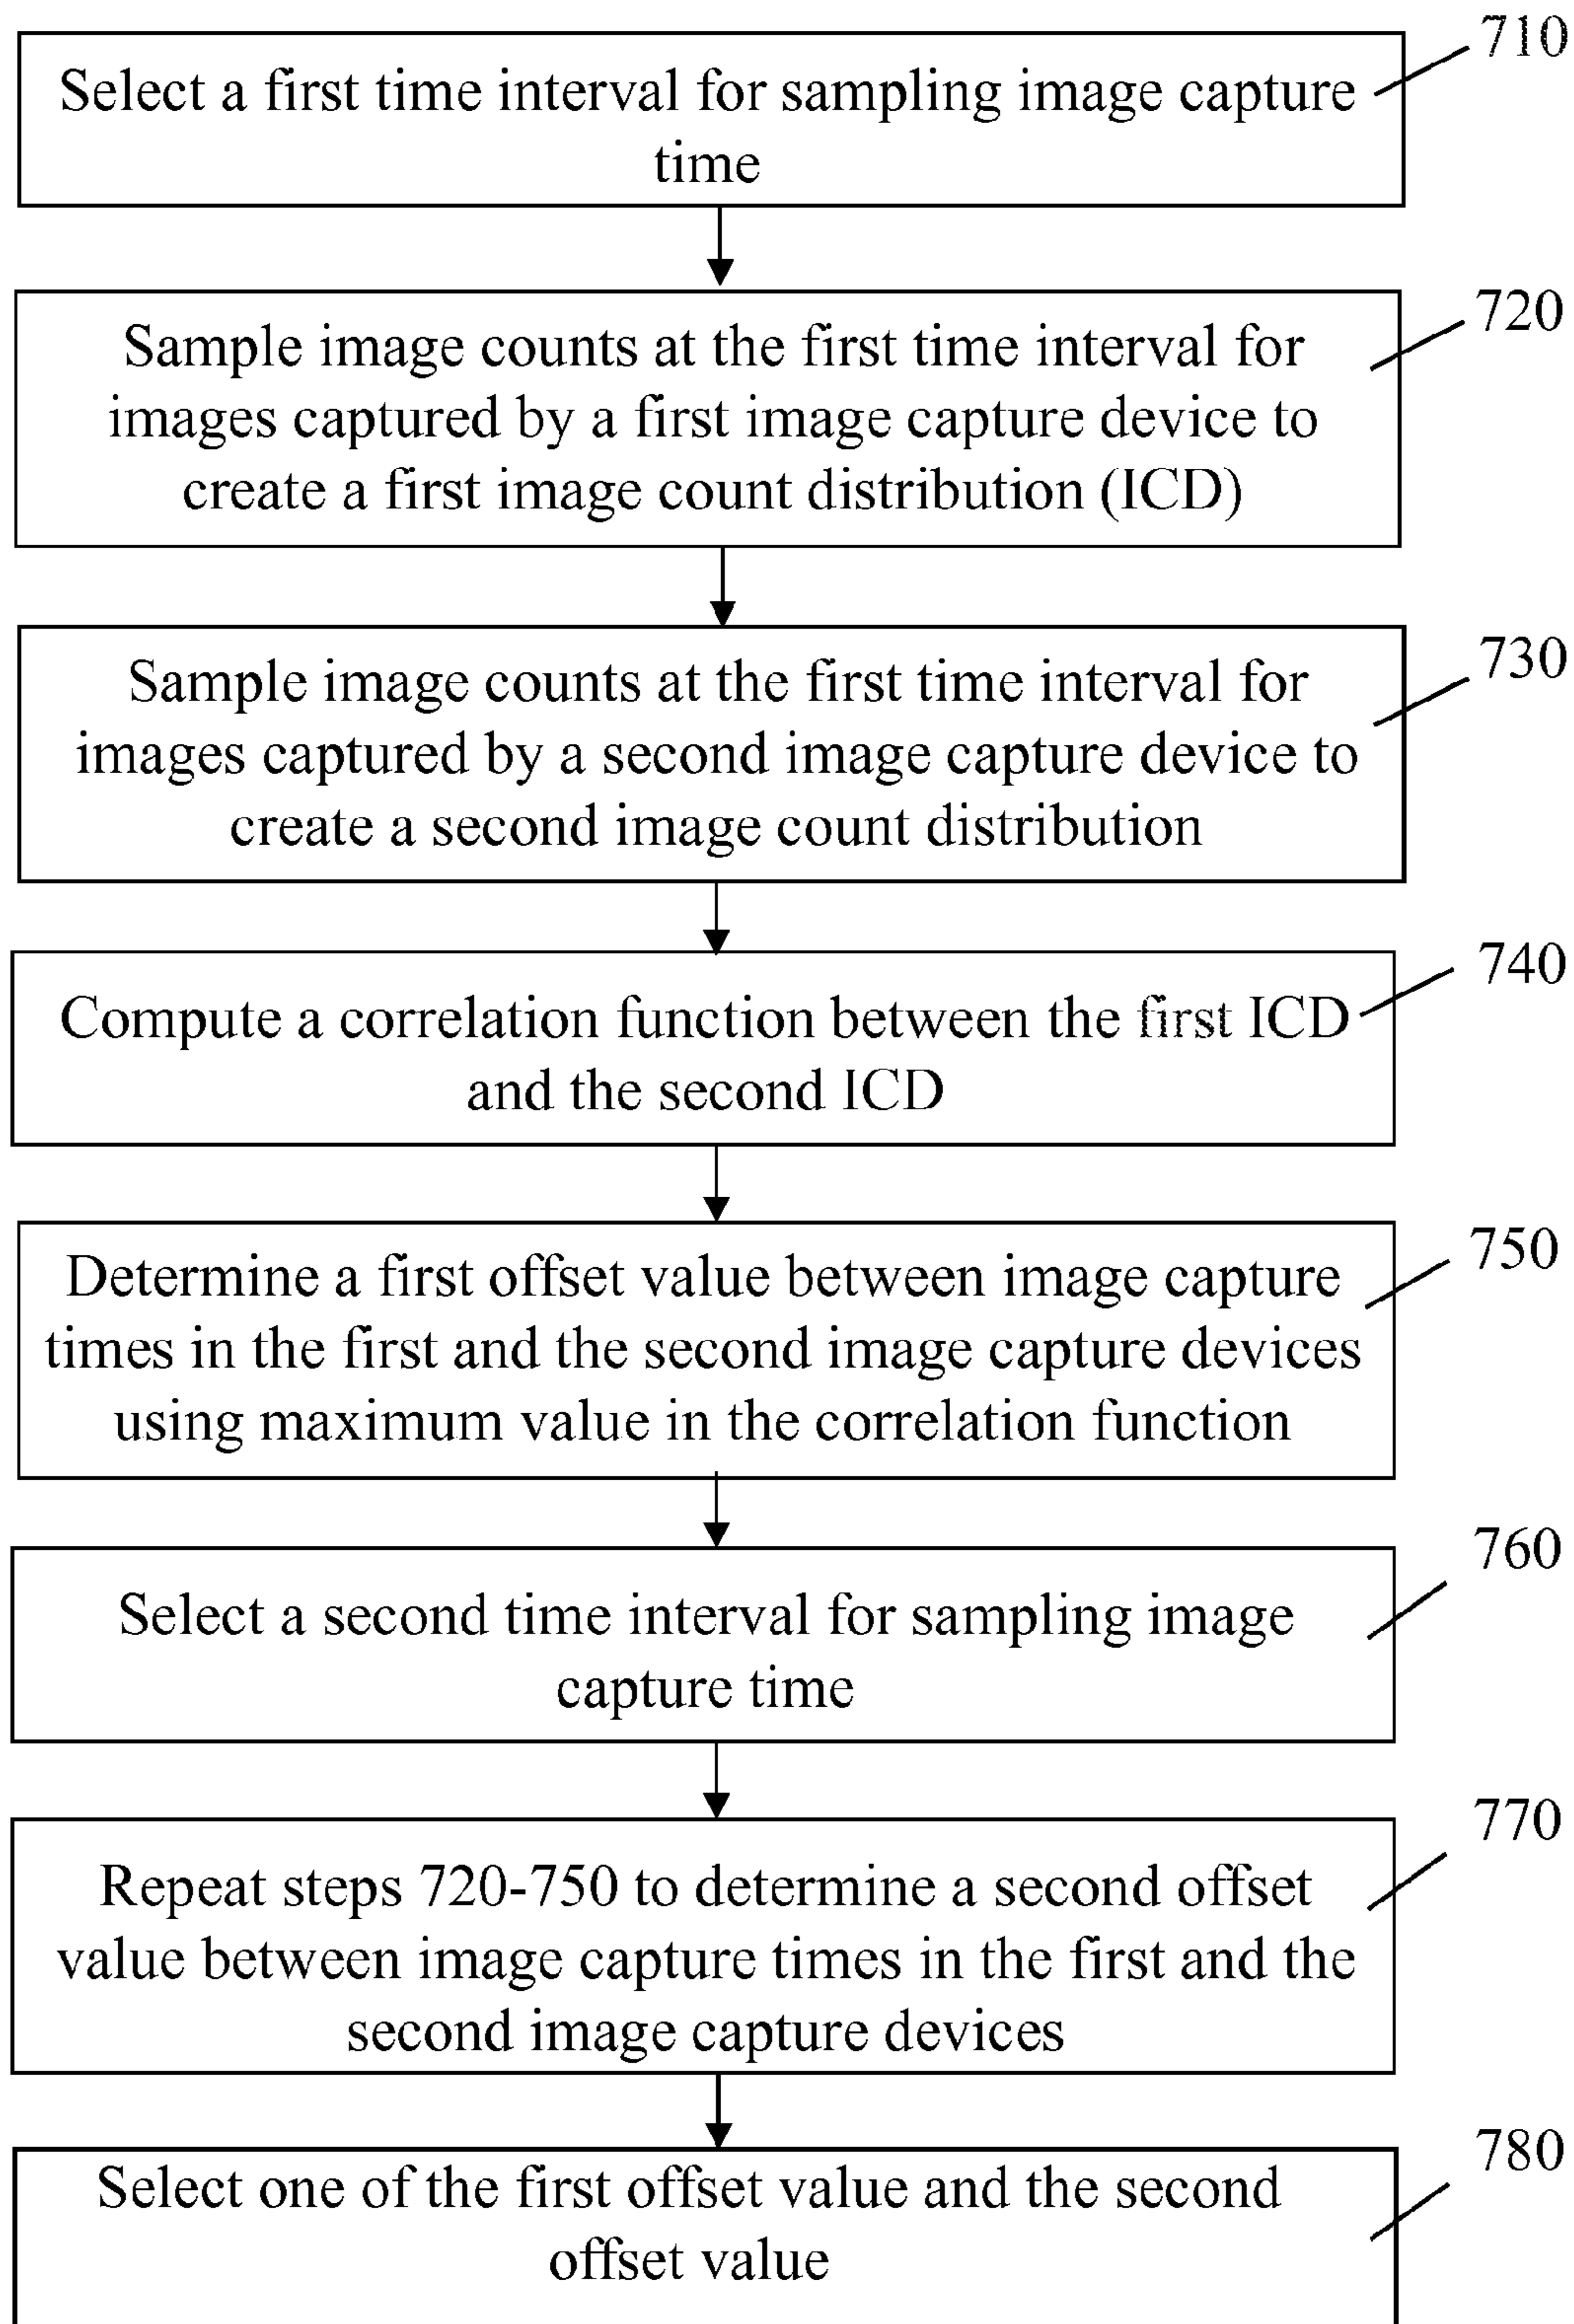 710
Select a first time interval for sampling image capture
time
720
Sample image counts at the first time interval for
images captured by a first image capture device to
create a first image count distribution (ICD)
730
Sample image counts at the first time interval for
images captured by a second image capture device to
create a second image count distribution
740
Compute a correlation function between the first ICD
and the second ICD
750
Determine a first offset value between image capture
times in the first and the second image capture devices
using maximum value in the correlation function
760
Select a second time interval for sampling image
capture time
770
Repeat steps 720-750 to determine a second offset
value between image capture times in the first and the
second image capture devices
780
Select one of the first offset value and the second
offset value